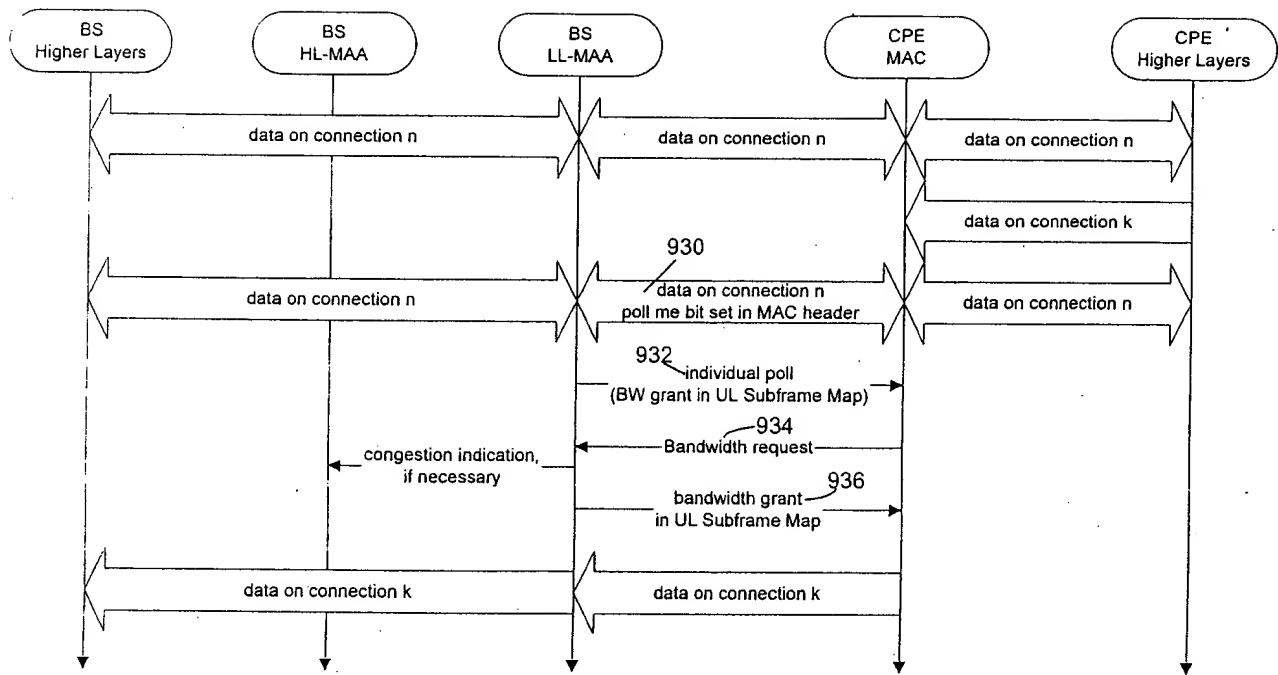 BS
Higher Layers
BS
HL-MAA
BS
LL-MAA
CPE
MAC
CPE
Higher Layers
data on connection n
data on connection n
data on connection n
data on connection k
930
data on connection n
data on connection n
poll me bit set in MAC header
data on connection n
932
individual poll
(BW grant in UL Subframe Map)
934
Bandwidth request
congestion indication,
if necessary
936
bandwidth grant
in UL Subframe Map
data on connection k
data on connection k